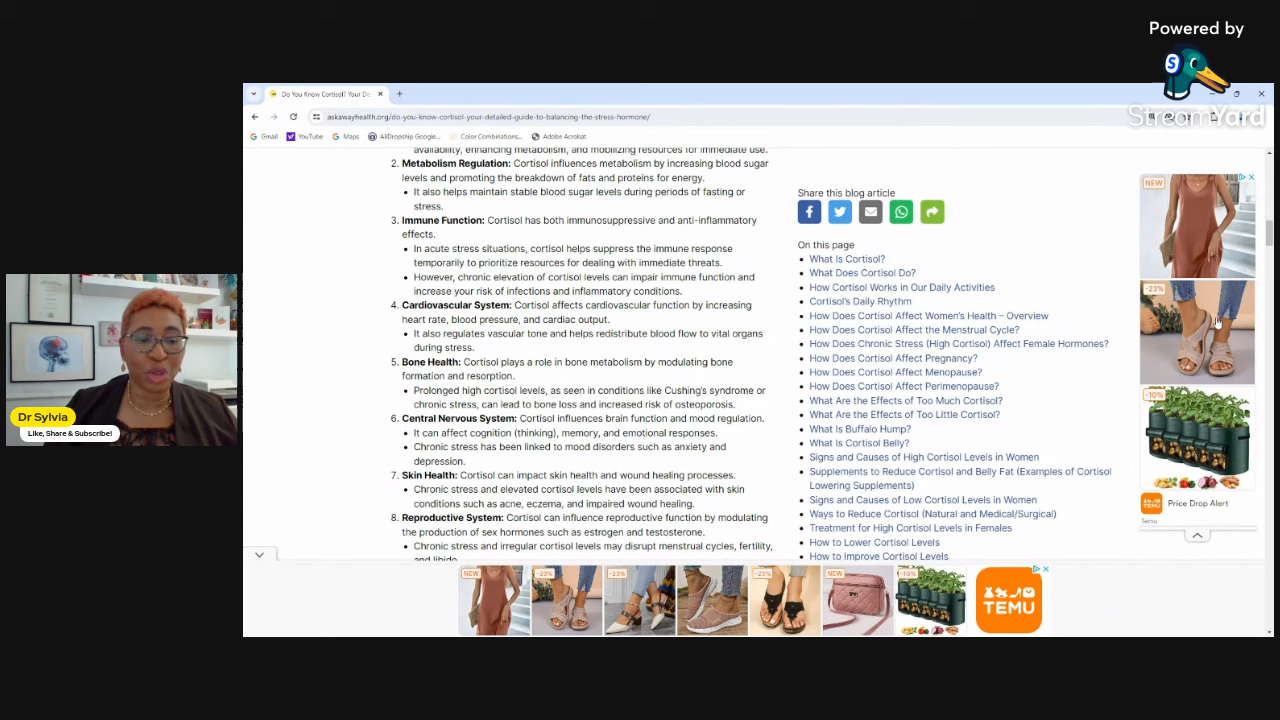 Powered by
S
StreamYard
Do You Know Cortisol? Your De
askawayhealth.org/do-you-know-cortisol-your-detailed-guide-to-balancing-the-stress-hormone/
Gmail YouTube Maps AliDropship Google... Color Combinations... Adobe Acrobat
availability, enhancing metabolism, and mobilizing resources for immediate use.
2. Metabolism Regulation: Cortisol influences metabolism by increasing blood sugar
levels and promoting the breakdown of fats and proteins for energy.
• It also helps maintain stable blood sugar levels during periods of fasting or
stress.
3. Immune Function: Cortisol has both immunosuppressive and anti-inflammatory
effects.
• In acute stress situations, cortisol helps suppress the immune response
temporarily to prioritize resources for dealing with immediate threats.
• However, chronic elevation of cortisol levels can impair immune function and
increase your risk of infections and inflammatory conditions.
4. Cardiovascular System: Cortisol affects cardiovascular function by increasing
heart rate, blood pressure, and cardiac output.
• It also regulates vascular tone and helps redistribute blood flow to vital organs
during stress.
5. Bone Health: Cortisol plays a role in bone metabolism by modulating bone
formation and resorption.
• Prolonged high cortisol levels, as seen in conditions like Cushing's syndrome or
chronic stress, can lead to bone loss and increased risk of osteoporosis.
6. Central Nervous System: Cortisol influences brain function and mood regulation.
• It can affect cognition (thinking), memory, and emotional responses.
• Chronic stress has been linked to mood disorders such as anxiety and
depression.
7. Skin Health: Cortisol can impact skin health and wound healing processes.
• Chronic stress and elevated cortisol levels have been associated with skin
conditions such as acne, eczema, and impaired wound healing.
8. Reproductive System: Cortisol can influence reproductive function by modulating
the production of sex hormones such as estrogen and testosterone.
• Chronic stress and irregular cortisol levels may disrupt menstrual cycles, fertility,
and libido.
Share this blog article
On this page
• What Is Cortisol?
• What Does Cortisol Do?
• How Cortisol Works in Our Daily Activities
• Cortisol's Daily Rhythm
• How Does Cortisol Affect Women's Health – Overview
• How Does Cortisol Affect the Menstrual Cycle?
• How Does Chronic Stress (High Cortisol) Affect Female Hormones?
• How Does Cortisol Affect Pregnancy?
• How Does Cortisol Affect Menopause?
• How Does Cortisol Affect Perimenopause?
• What Are the Effects of Too Much Cortisol?
• What Are the Effects of Too Little Cortisol?
• What Is Buffalo Hump?
• What Is Cortisol Belly?
• Signs and Causes of High Cortisol Levels in Women
• Supplements to Reduce Cortisol and Belly Fat (Examples of Cortisol
Lowering Supplements)
• Signs and Causes of Low Cortisol Levels in Women
• Ways to Reduce Cortisol (Natural and Medical/Surgical)
• Treatment for High Cortisol Levels in Females
• How to Lower Cortisol Levels
• How to Improve Cortisol Levels
NEW
-23%
-10%
TEMU
Price Drop Alert
Temu
Dr Sylvia
Like, Share & Subscribe!
NEW -23% -23% -23% NEW -10%
TEMU